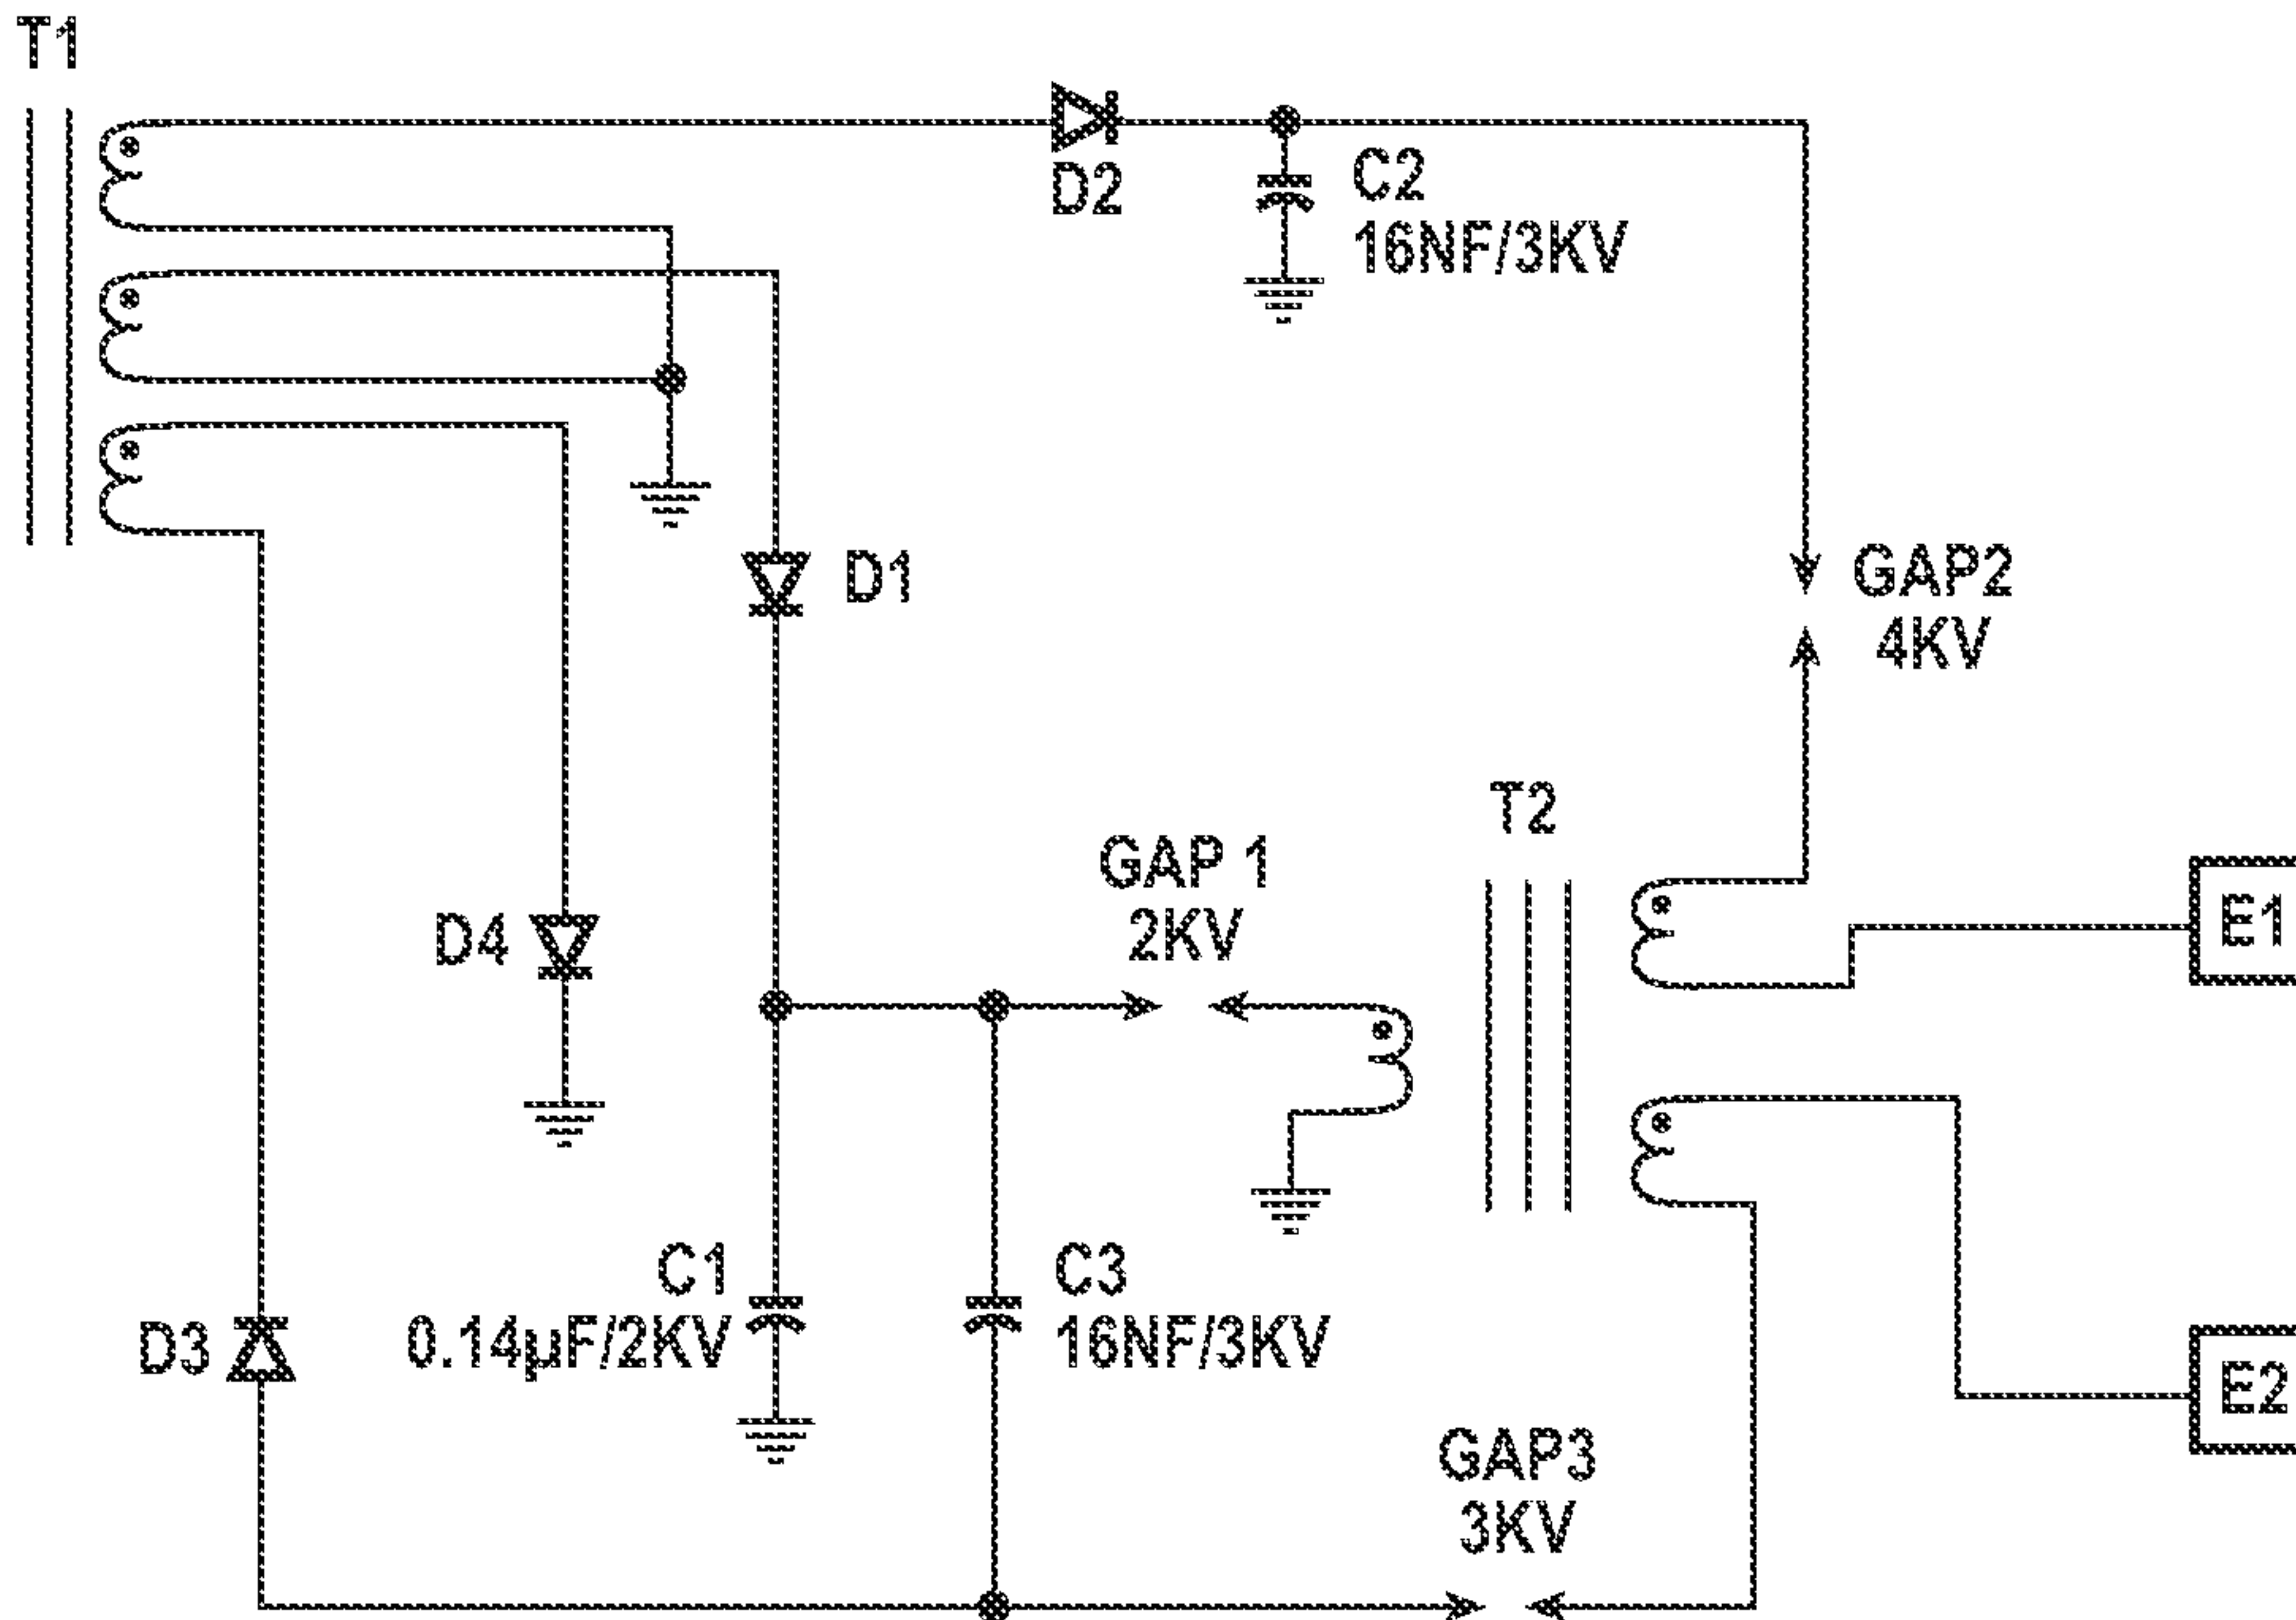 T1
D2
C2
16NF/3KV
D1
GAP2
4KV
T2
GAP 1
2KV
E1
D4
C1
0.14µF/2KV
C3
16NF/3KV
D3
E2
GAP3
3KV